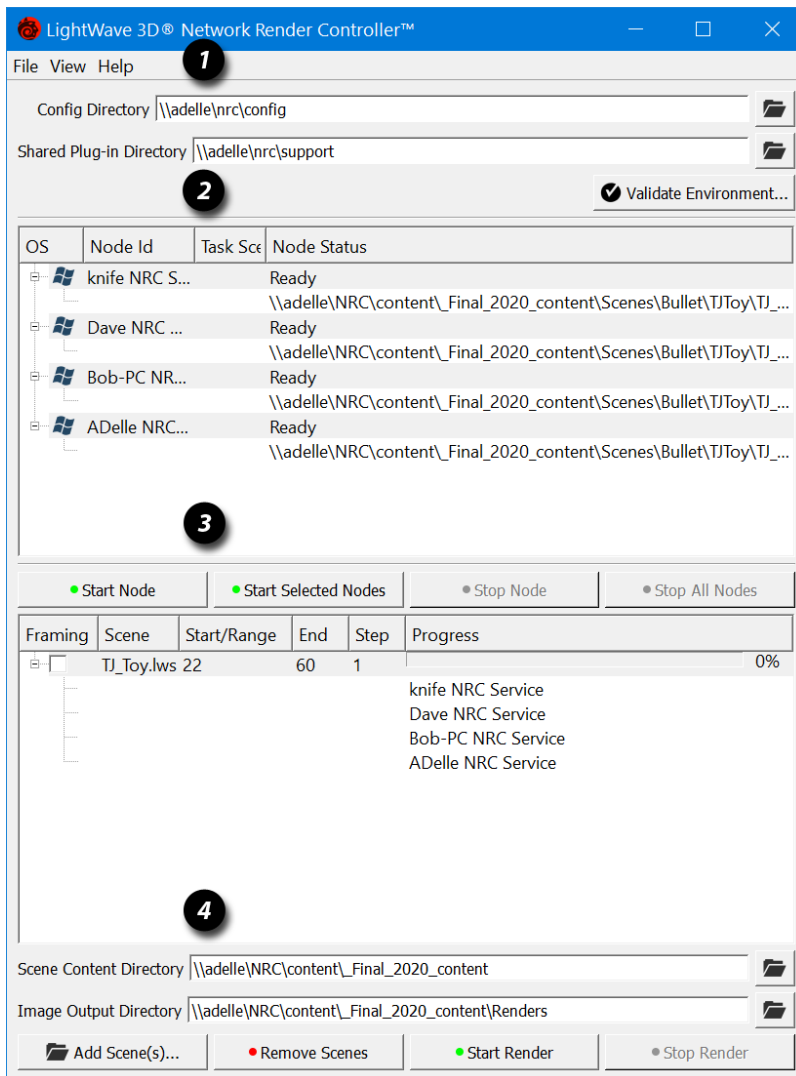 LightWave 3D® Network Render Controller™
File View Help
1
Config Directory \\adelle\nrc\config
Shared Plug-in Directory \\adelle\nrc\support
2
Validate Environment...
OS Node Id Task Sce Node Status
knife NRC S... Ready
\\adelle\NRC\content\_Final_2020_content\Scenes\Bullet\TJToy\TJ_...
Dave NRC ... Ready
\\adelle\NRC\content\_Final_2020_content\Scenes\Bullet\TJToy\TJ_...
Bob-PC NR... Ready
\\adelle\NRC\content\_Final_2020_content\Scenes\Bullet\TJToy\TJ_...
ADelle NRC... Ready
\\adelle\NRC\content\_Final_2020_content\Scenes\Bullet\TJToy\TJ_...
3
Start Node Start Selected Nodes Stop Node Stop All Nodes
Framing Scene Start/Range End Step Progress
TJ_Toy.lws 22 60 1 0%
knife NRC Service
Dave NRC Service
Bob-PC NRC Service
ADelle NRC Service
4
Scene Content Directory \\adelle\NRC\content\_Final_2020_content
Image Output Directory \\adelle\NRC\content\_Final_2020_content\Renders
Add Scene(s)... Remove Scenes Start Render Stop Render